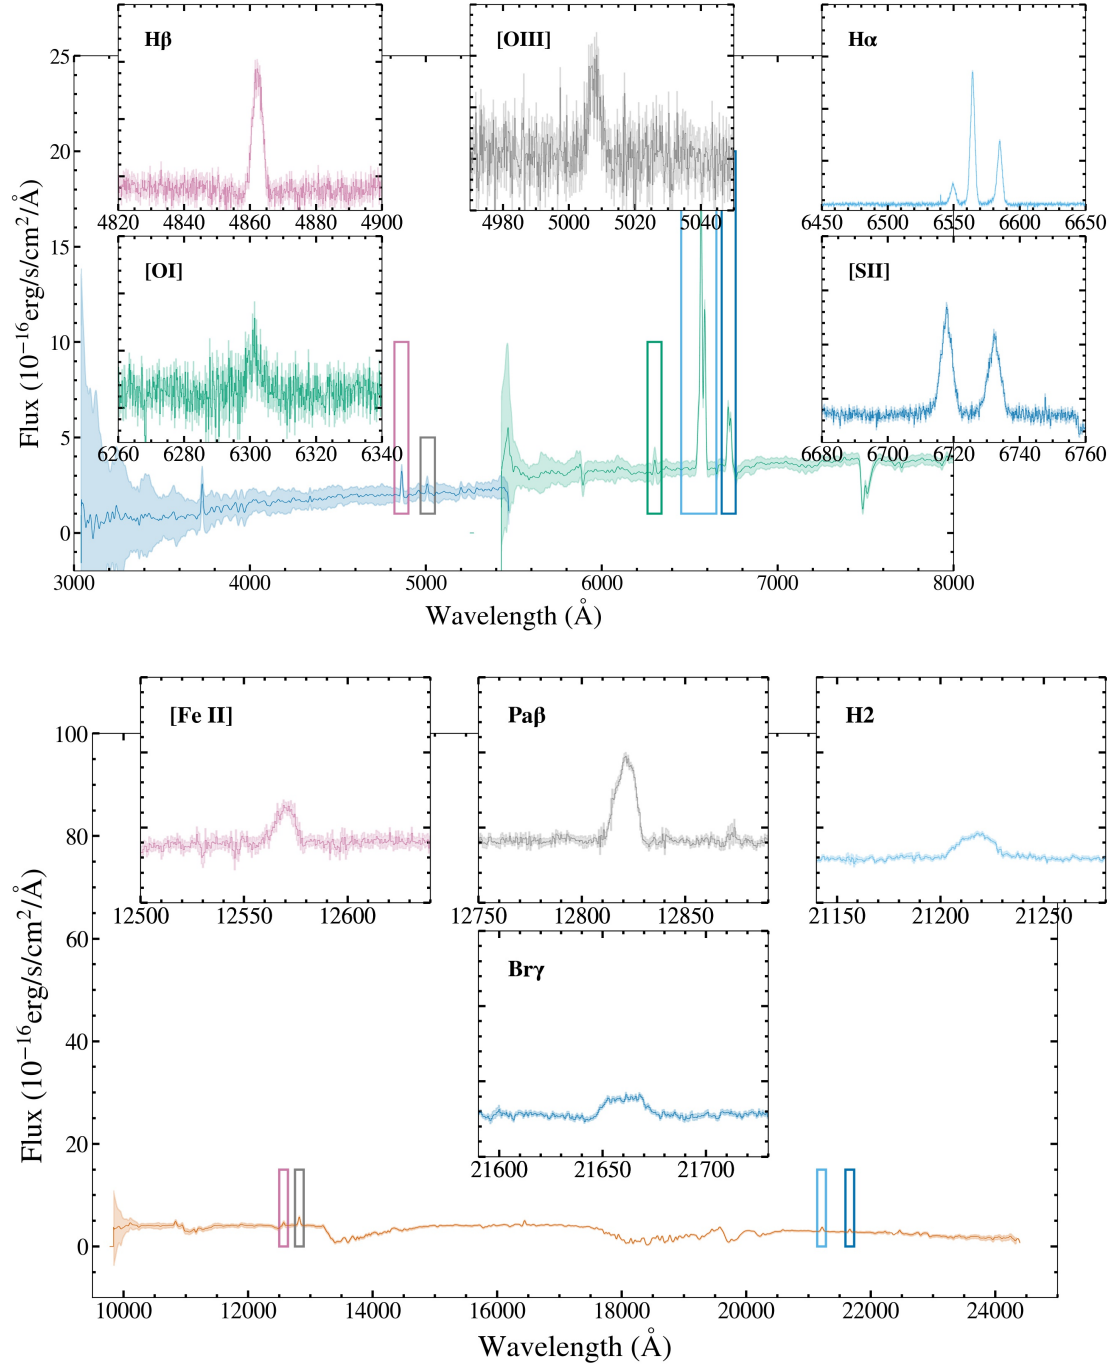 Hβ
[OIII]
Hα
25
20
15
10
5
0
Flux (10−16erg/s/cm2/Å)
4820 4840 4860 4880 4900
4980 5000 5020 5040
6450 6500 6550 6600 6650
[OI]
[SII]
6260 6280 6300 6320 6340
6680 6700 6720 6740 6760
3000 4000 5000 6000 7000 8000
Wavelength (Å)
[Fe II]
Paβ
H2
100
80
60
40
20
0
Flux (10−16erg/s/cm2/Å)
12500 12550 12600
12750 12800 12850
21150 21200 21250
Brγ
21600 21650 21700
10000 12000 14000 16000 18000 20000 22000 24000
Wavelength (Å)